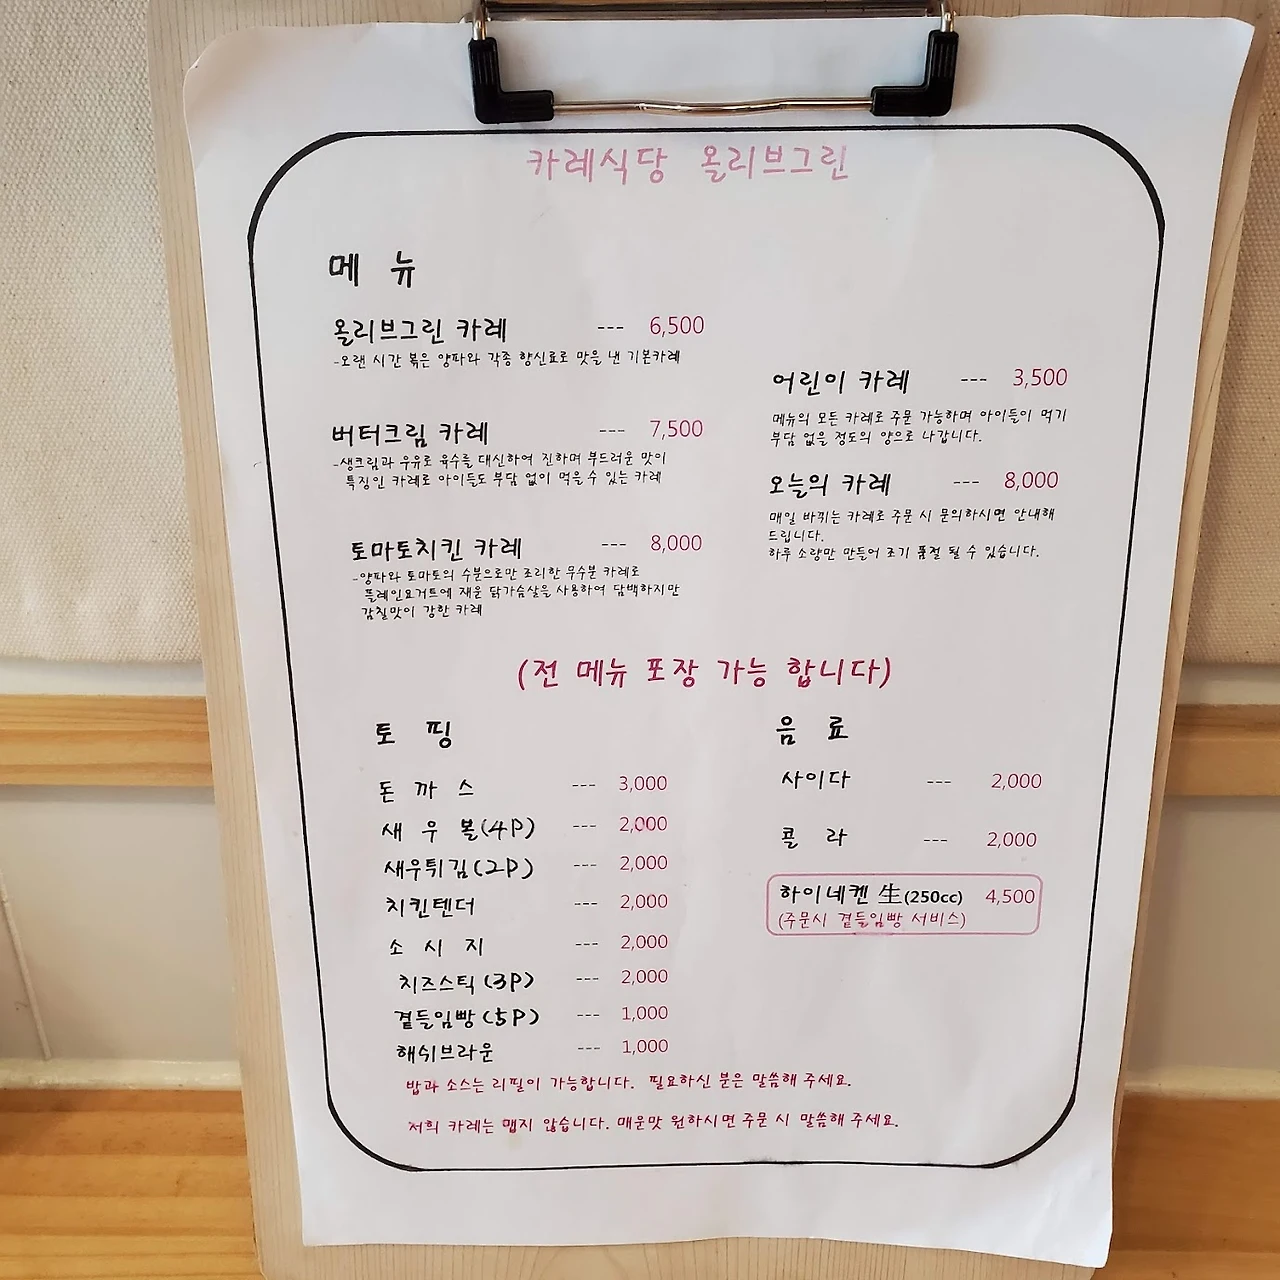 카레식당 올리브그린
메 뉴
올리브그린 카레 --- 6,500
-오랜 시간 볶은 양파와 각종 향신료로 맛을 낸 기본카레
버터크림 카레 --- 7,500
-생크림과 우유로 육수를 대신하여 진하며 부드러운 맛이
특징인 카레로 아이들도 부담 없이 먹을수 있는 카레
토마토치킨 카레 --- 8,000
-양파와 토마토의 수분으로만 조리한 무수분 카레로
플레인요거트에 재운 닭가슴살을 사용하여 담백하지만
감칠맛이 강한 카레
어린이 카레 --- 3,500
메뉴의 모든 카레로 주문 가능하며 아이들이 먹기
부담 없을 정도의 양으로 나갑니다.
오늘의 카레 --- 8,000
매일 바뀌는 카레로 주문 시 문의하시면 안내해
드립니다.
하루 소량만 만들어 조기 품절 될 수 있습니다.
(전 메뉴 포장 가능 합니다)
토 핑
돈 까 스 --- 3,000
새 우 볼(4P) --- 2,000
새우튀김(2P) --- 2,000
치킨텐더 --- 2,000
소 시 지 --- 2,000
치즈스틱(3P) --- 2,000
곁들임빵(5P) --- 1,000
해쉬브라운 --- 1,000
음 료
사이다 --- 2,000
콜 라 --- 2,000
하이네켄 生(250cc) 4,500
(주문시 곁들임빵 서비스)
밥과 소스는 리필이 가능합니다. 필요하신 분은 말씀해 주세요.
저희 카레는 맵지 않습니다. 매운맛 원하시면 주문 시 말씀해 주세요.